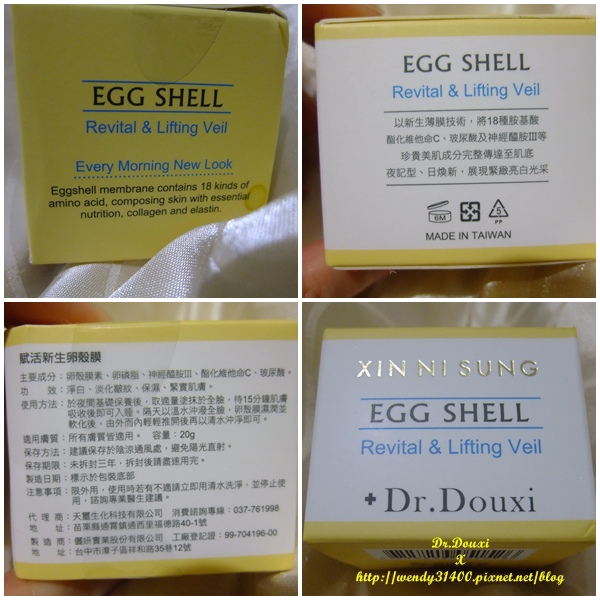 EGG SHELL
Revital & Lifting Veil
Every Morning New Look
Eggshell membrane contains 18 kinds of
amino acid, composing skin with essential
nutrition, collagen and elastin.
EGG SHELL
Revital & Lifting Veil
以新生薄膜技術，將18種胺基酸
酯化維他命C、玻尿酸及神經醯胺III等
珍貴美肌成分完整傳達至肌底
夜記型、日煥新，展現緊緻亮白光采
6M
5
PP
MADE IN TAIWAN
賦活新生卵殼膜
主要成分：卵殼膜素、卵磷脂、神經醯胺III、酯化維他命C、玻尿酸。
功　　效：淨白、淡化皺紋、保濕、緊實肌膚。
使用方法：於夜間基礎保養後，取適量塗抹於全臉，待15分鐘肌膚
吸收後即可入睡。隔天以溫水沖潑全臉，卵殼膜濕潤並
軟化後，由外而內輕輕推開後再以清水沖淨即可。
適用膚質：所有膚質皆適用。 容量：20g
保存方法：建議保存於陰涼通風處，避免陽光直射。
保存期限：未拆封三年，拆封後請盡速用完。
製造日期：標示於包裝底部
注意事項：限外用，使用時若有不適請立即用清水洗淨，並停止使
用，諮詢專業醫生建議。
代 理 商：天璽生化科技有限公司 消費諮詢專線：037-761998
地　　址：苗栗縣通霄鎮通西里福德路40-1號
製 造 商：儷妍實業股份有限公司 工廠登記證：99-704196-00
地　　址：台中市潭子區祥和路35巷12號
XIN NI SUNG
EGG SHELL
Revital & Lifting Veil
+Dr.Douxi
Dr.Douxi
X
http://wendy31400.pixnet.net/blog